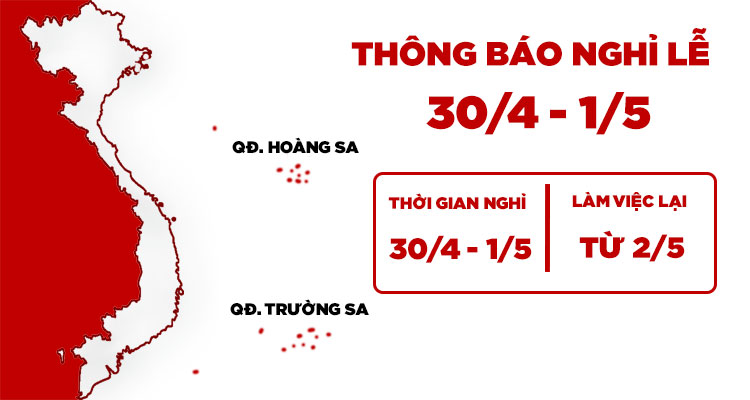 THÔNG BÁO NGHỈ LỄ
30/4 - 1/5
QĐ. HOÀNG SA
THỜI GIAN NGHỈ
30/4 - 1/5
LÀM VIỆC LẠI
TỪ 2/5
QĐ. TRƯỜNG SA